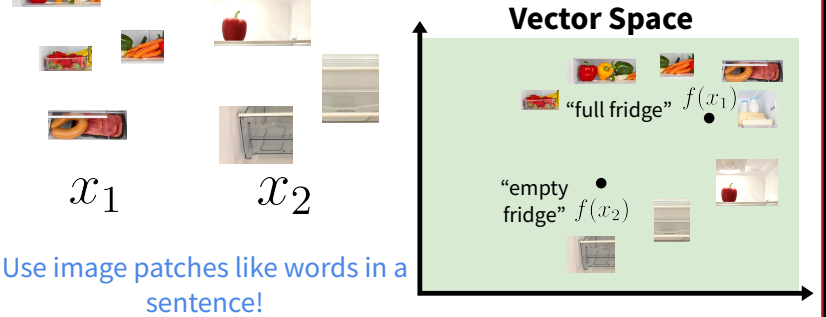 Vector Space
“full fridge” f(x₁)
“empty
fridge” f(x₂)
x₁ x₂
Use image patches like words in a
sentence!